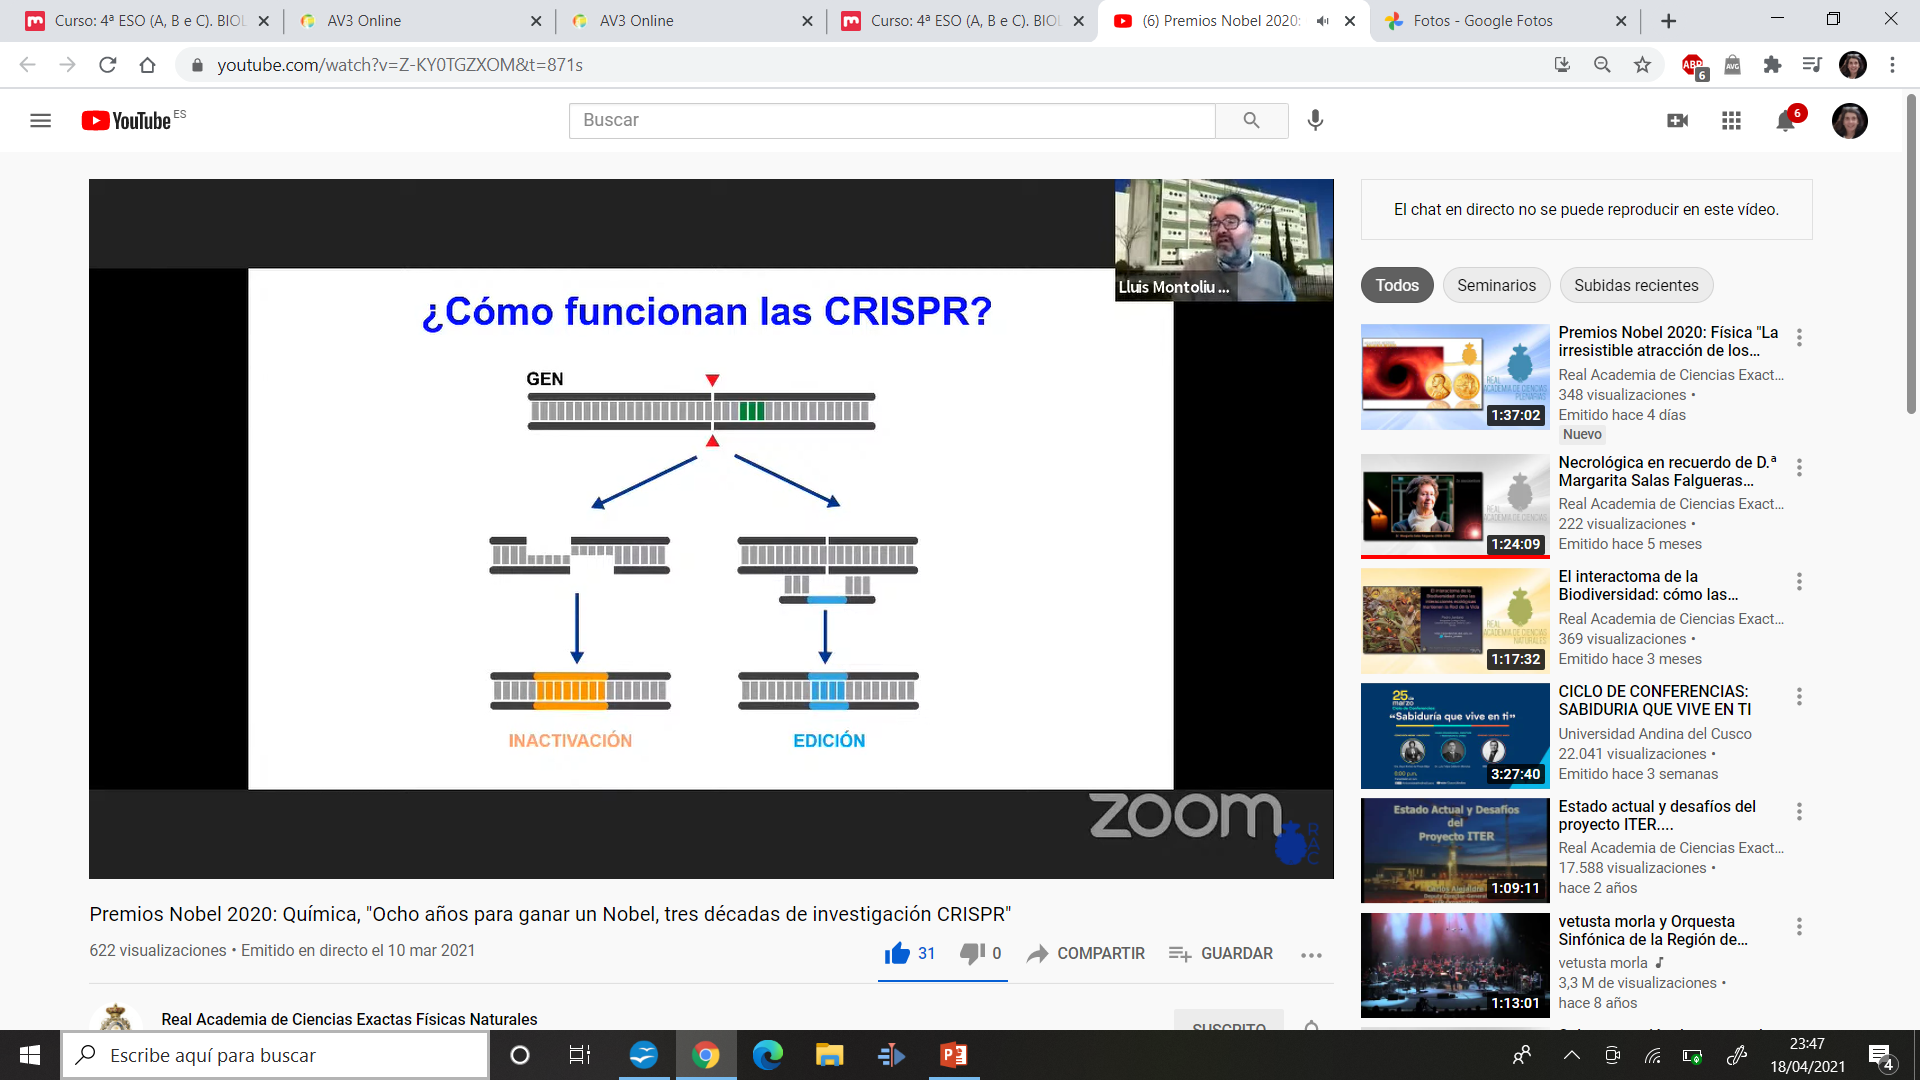 Curso: 4ª ESO (A, B e C). BIOL
AV3 Online
AV3 Online
Curso: 4ª ESO (A, B e C). BIOL
(6) Premios Nobel 2020:
Fotos - Google Fotos
youtube.com/watch?v=Z-KY0TGZXOM&t=871s
ABP
6
AVG
YouTube ES
Buscar
6
Lluis Montoliu ...
¿Cómo funcionan las CRISPR?
GEN
INACTIVACIÓN
EDICIÓN
zoom
RAC
El chat en directo no se puede reproducir en este vídeo.
Todos
Seminarios
Subidas recientes
1:37:02
Premios Nobel 2020: Física "La
irresistible atracción de los...
Real Academia de Ciencias Exact...
348 visualizaciones •
Emitido hace 4 días
Nuevo
1:24:09
Necrológica en recuerdo de D.ª
Margarita Salas Falgueras...
Real Academia de Ciencias Exact...
222 visualizaciones •
Emitido hace 5 meses
1:17:32
El interactoma de la
Biodiversidad: cómo las...
Real Academia de Ciencias Exact...
369 visualizaciones •
Emitido hace 3 meses
25 de
marzo
"Sabiduría que vive en ti"
3:27:40
CICLO DE CONFERENCIAS:
SABIDURIA QUE VIVE EN TI
Universidad Andina del Cusco
22.041 visualizaciones •
Emitido hace 3 semanas
Estado Actual y Desafíos
del
Proyecto ITER
1:09:11
Estado actual y desafíos del
proyecto ITER....
Real Academia de Ciencias Exact...
17.588 visualizaciones •
hace 2 años
1:13:01
vetusta morla y Orquesta
Sinfónica de la Región de...
vetusta morla
3,3 M de visualizaciones •
hace 8 años
Premios Nobel 2020: Química, "Ocho años para ganar un Nobel, tres décadas de investigación CRISPR"
622 visualizaciones • Emitido en directo el 10 mar 2021
31
0
COMPARTIR
GUARDAR
Real Academia de Ciencias Exactas Físicas Naturales
SUSCRITO
Escribe aquí para buscar
23:47
18/04/2021
4